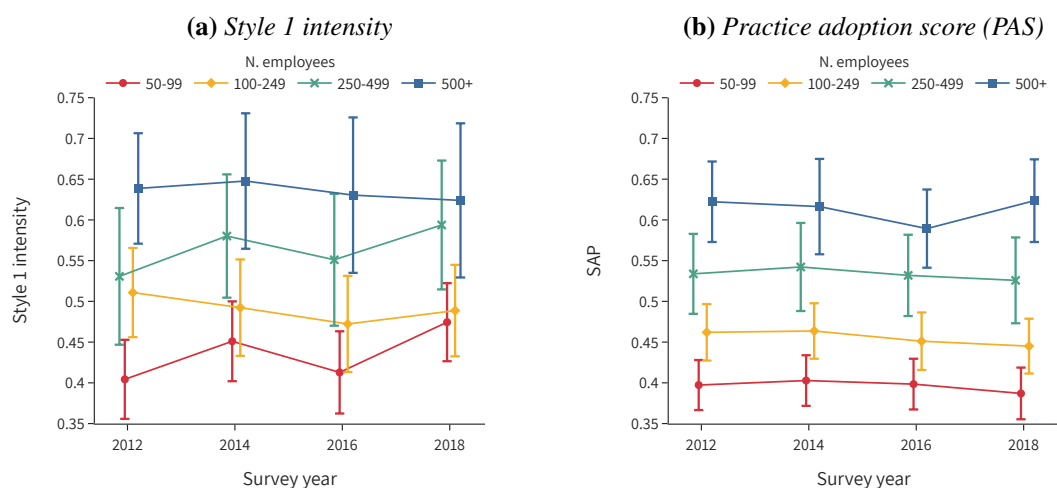 (a) Style 1 intensity
N. employees
50-99 100-249 250-499 500+
0.75
0.7
0.65
0.6
0.55
0.5
0.45
0.4
0.35
Style 1 intensity
2012 2014 2016 2018
Survey year
(b) Practice adoption score (PAS)
N. employees
50-99 100-249 250-499 500+
0.75
0.7
0.65
0.6
0.55
0.5
0.45
0.4
0.35
SAP
2012 2014 2016 2018
Survey year